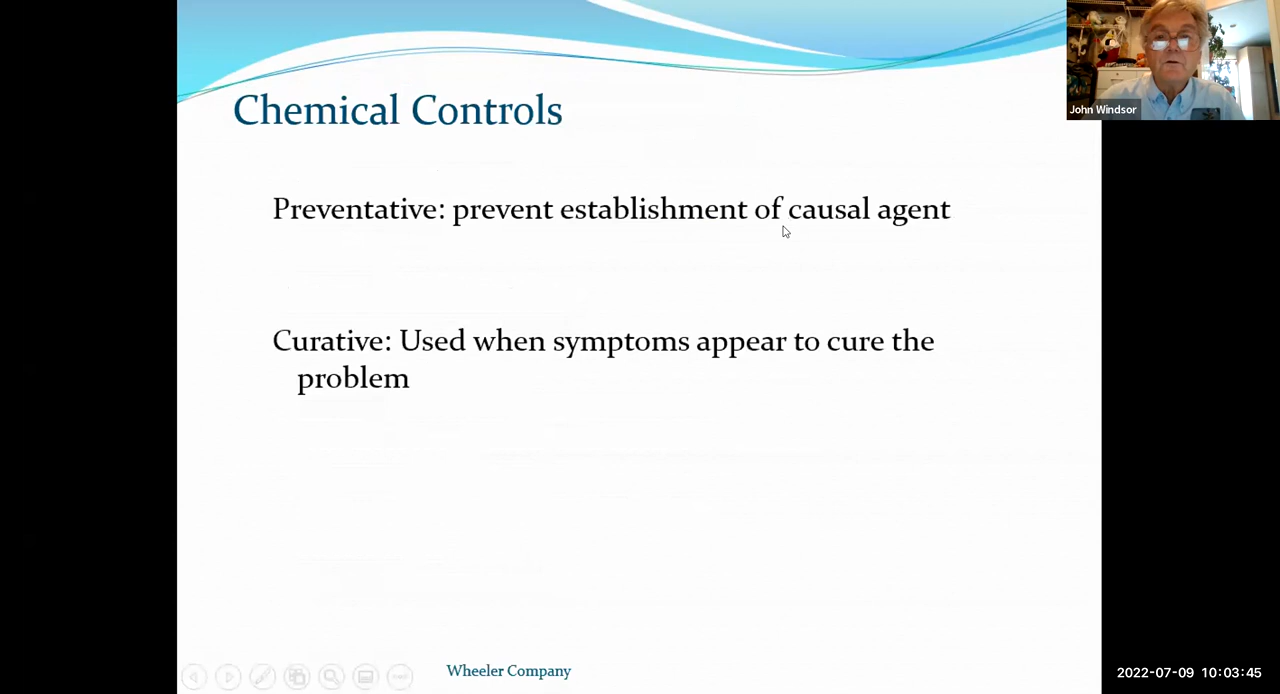 Chemical Controls
John Windsor
Preventative: prevent establishment of causal agent
Curative: Used when symptoms appear to cure the
problem
Wheeler Company
2022-07-09 10:03:45